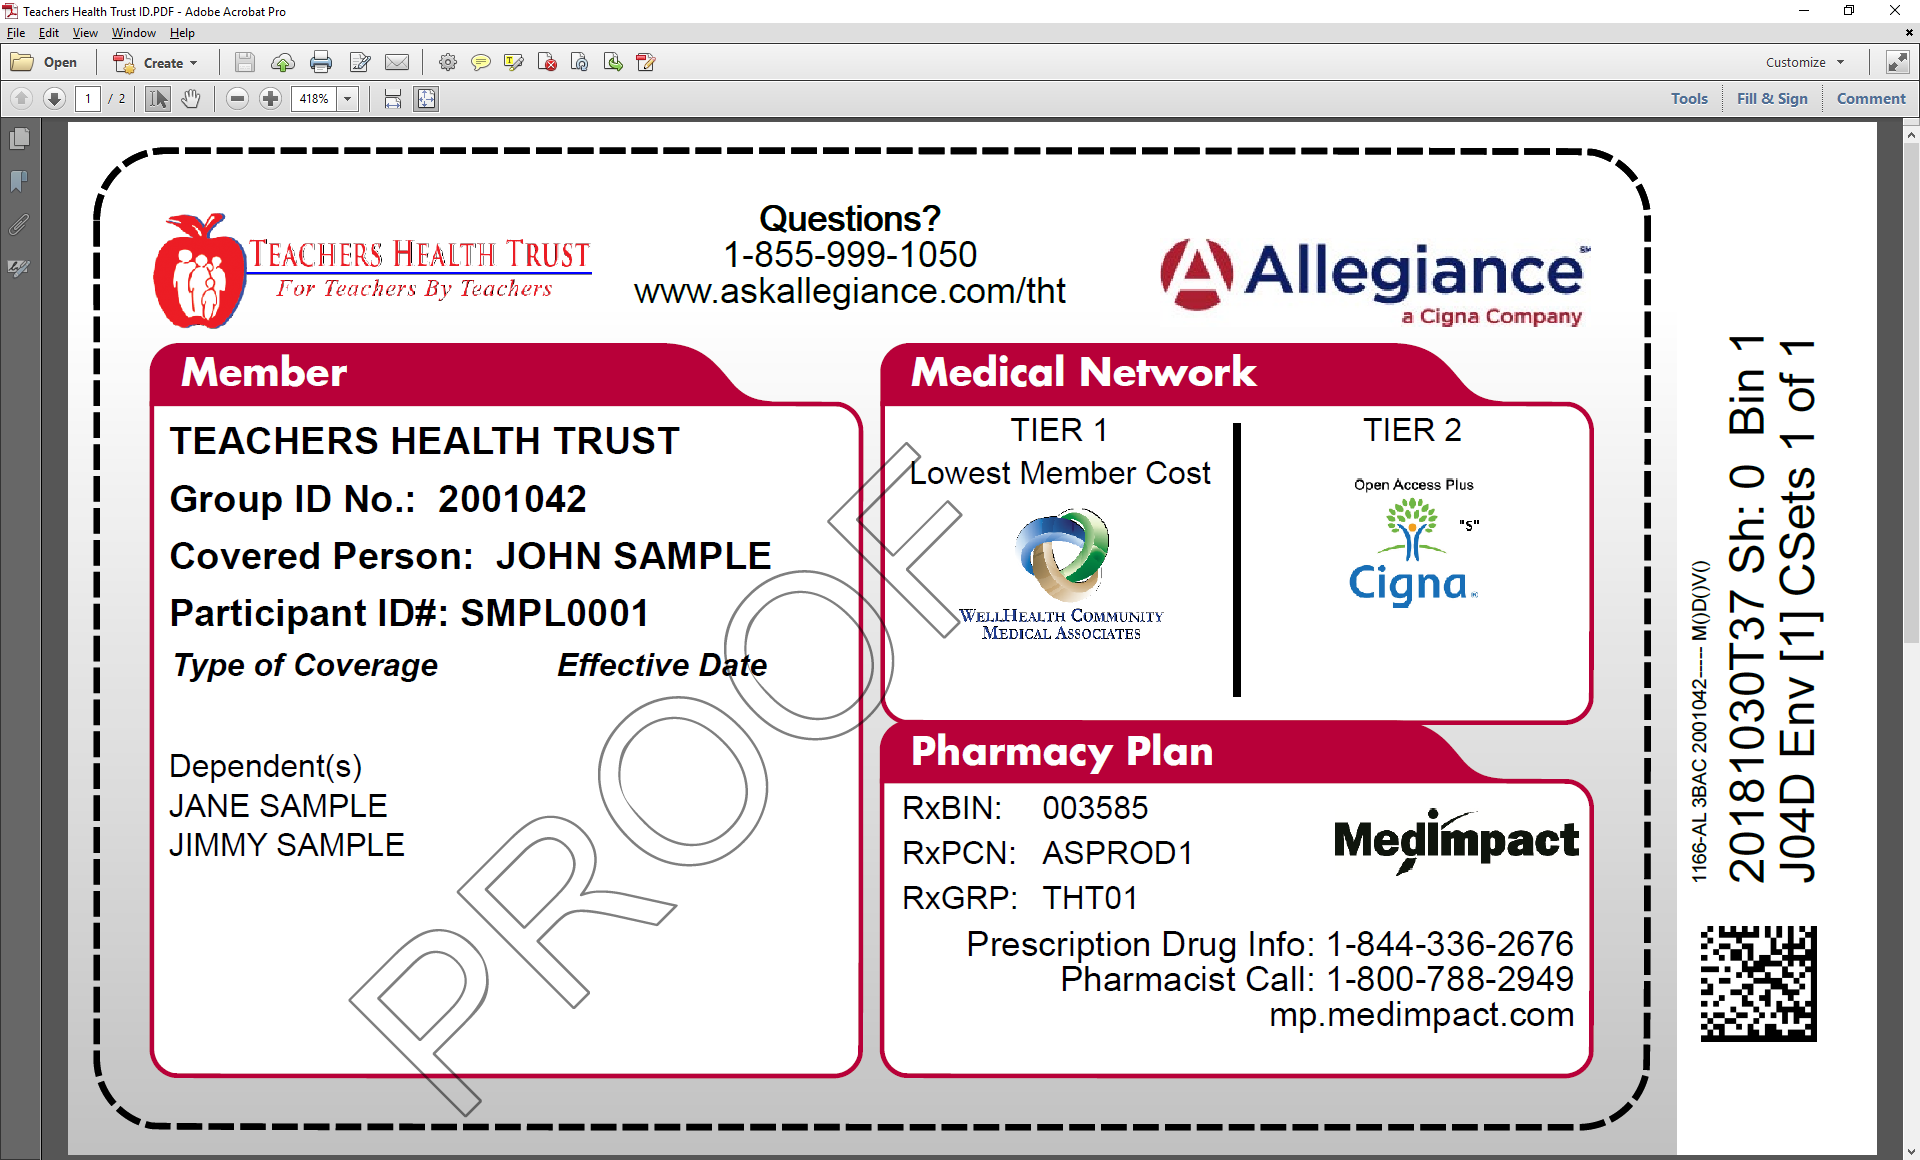 Teachers Health Trust ID.PDF - Adobe Acrobat Pro
File Edit View Window Help
Open Create Customize
1 / 2 418% Tools Fill & Sign Comment
TEACHERS HEALTH TRUST
For Teachers By Teachers
Questions?
1-855-999-1050
www.askallegiance.com/tht
Allegiance℠
a Cigna Company
Member
TEACHERS HEALTH TRUST
Group ID No.: 2001042
Covered Person: JOHN SAMPLE
Participant ID#: SMPL0001
Type of Coverage Effective Date
Dependent(s)
JANE SAMPLE
JIMMY SAMPLE
PROOF
Medical Network
TIER 1
Lowest Member Cost
WELLHEALTH COMMUNITY
MEDICAL ASSOCIATES
TIER 2
Open Access Plus
"S"
Cigna®
Pharmacy Plan
RxBIN: 003585
RxPCN: ASPROD1
RxGRP: THT01
Medimpact
Prescription Drug Info: 1-844-336-2676
Pharmacist Call: 1-800-788-2949
mp.medimpact.com
1166-AL 3BAC 2001042----- M()D()V()
20181030T37 Sh: 0 Bin 1
J04D Env [1] CSets 1 of 1